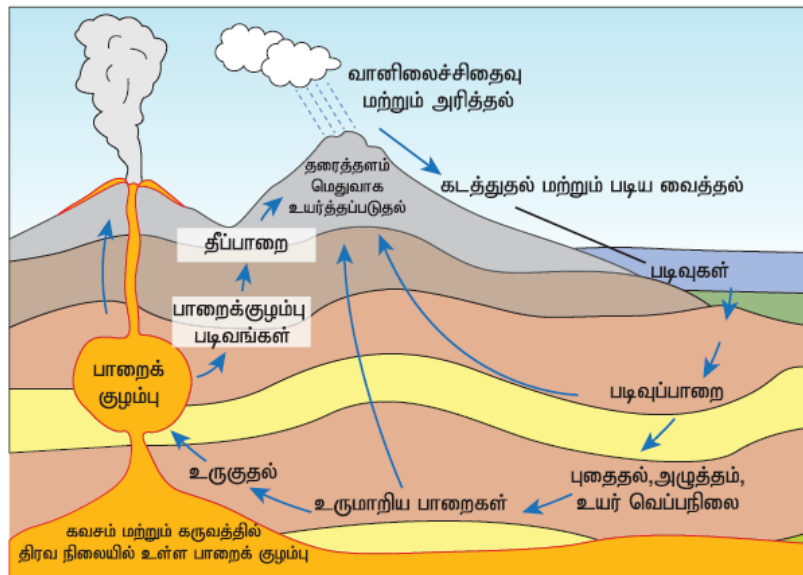 வானிலைச்சிதைவு
மற்றும் அரித்தல்
தரைத்தளம்
மெதுவாக
உயர்த்தப்படுதல்
கடத்துதல் மற்றும் படிய வைத்தல்
தீப்பாறை
படிவுகள்
பாறைக்குழம்பு
படிவங்கள்
பாறைக்
குழம்பு
படிவுப்பாறை
உருகுதல்
புதைதல்,அழுத்தம்,
உயர் வெப்பநிலை
உருமாறிய பாறைகள்
கவசம் மற்றும் கருவத்தில்
திரவ நிலையில் உள்ள பாறைக் குழம்பு